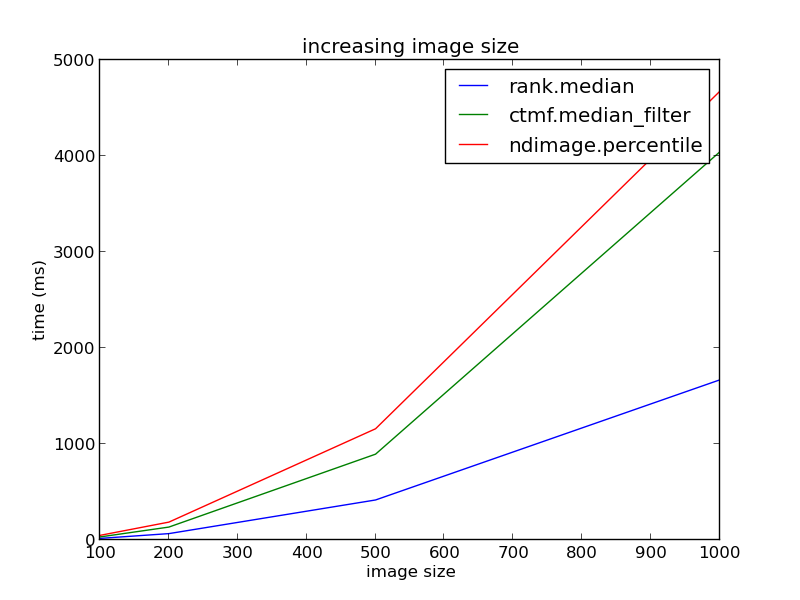 increasing image size
5000
4000
3000
2000
1000
0
time (ms)
rank.median
ctmf.median_filter
ndimage.percentile
100 200 300 400 500 600 700 800 900 1000
image size